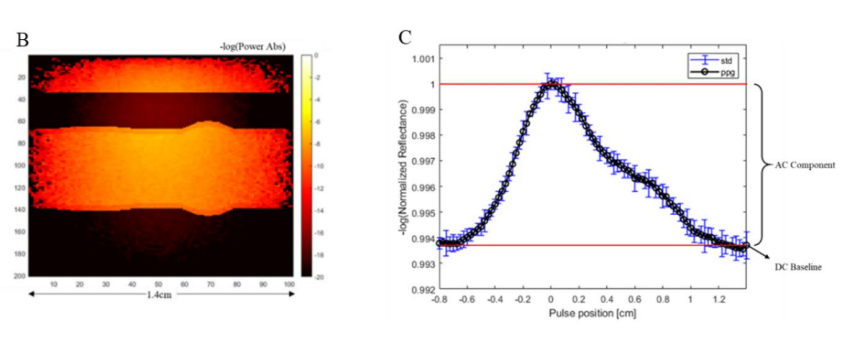 B
-log(Power Abs)
20
40
60
80
100
120
140
160
180
200
10 20 30 40 50 60 70 80 90 100
1.4cm
0
-2
-4
-6
-8
-10
-12
-14
-16
-18
-20
C
-log(Normalized Reflectance)
1.001
1
0.999
0.998
0.997
0.996
0.995
0.994
0.993
0.992
-0.8 -0.6 -0.4 -0.2 0 0.2 0.4 0.6 0.8 1 1.2
Pulse position [cm]
std
ppg
AC Component
DC Baseline